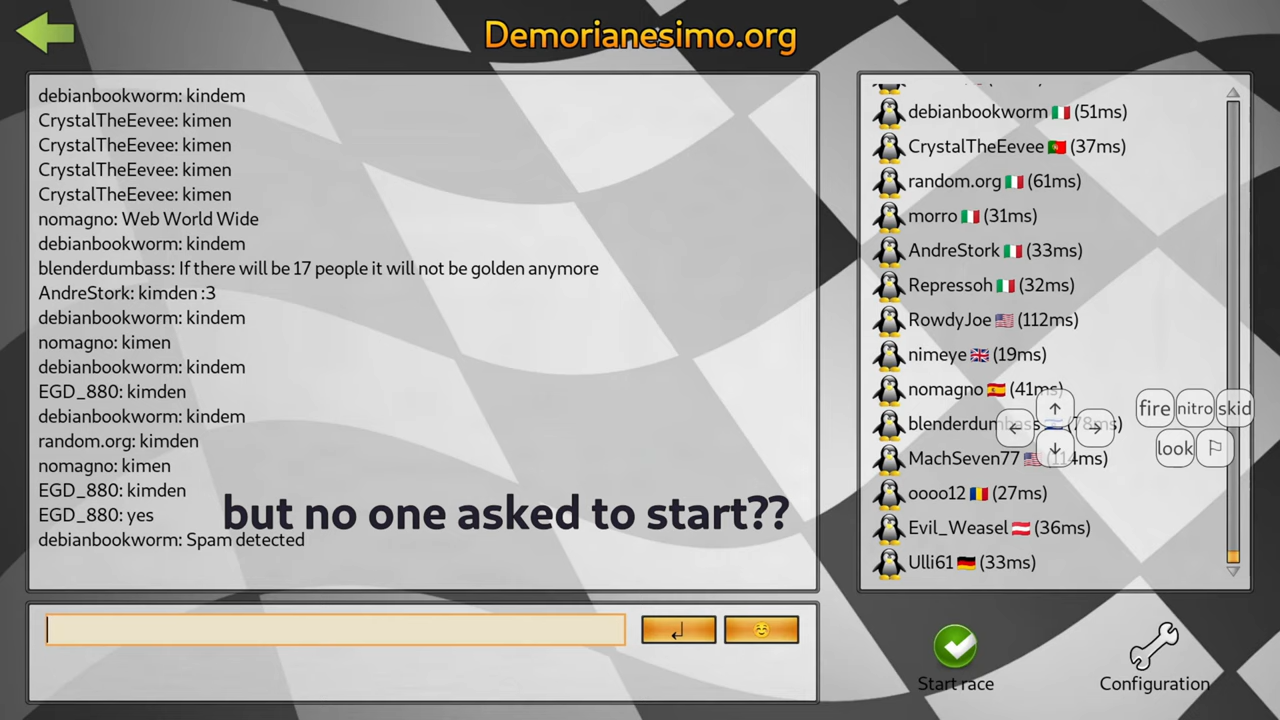 Demorianesimo.org
debianbookworm: kindem
CrystalTheEevee: kimen
CrystalTheEevee: kimen
CrystalTheEevee: kimen
CrystalTheEevee: kimen
nomagno: Web World Wide
debianbookworm: kindem
blenderdumbass: If there will be 17 people it will not be golden anymore
AndreStork: kimden :3
debianbookworm: kindem
nomagno: kimen
debianbookworm: kindem
EGD_880: kimden
debianbookworm: kindem
random.org: kimden
nomagno: kimen
EGD_880: kimden
EGD_880: yes
debianbookworm: Spam detected
but no one asked to start??
debianbookworm (51ms)
CrystalTheEevee (37ms)
random.org (61ms)
morro (31ms)
AndreStork (33ms)
Repressoh (32ms)
RowdyJoe (112ms)
nimeye (19ms)
nomagno (41ms)
blenderdumbass (78ms)
MachSeven77 (114ms)
oooo12 (27ms)
Evil_Weasel (36ms)
Ulli61 (33ms)
fire nitro skid
look
Start race
Configuration